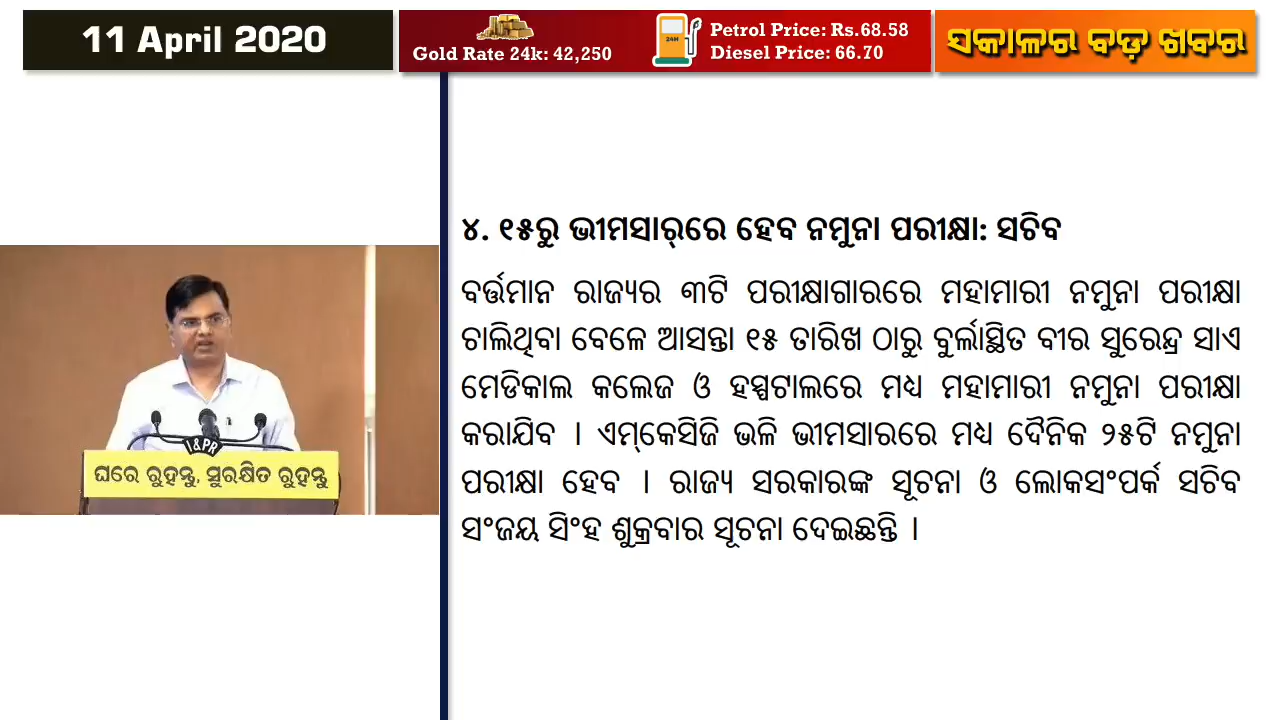 11 April 2020
Gold Rate 24k: 42,250
24H
Petrol Price: Rs.68.58
Diesel Price: 66.70
ସକାଳର ବଡ଼ ଖବର
୪. ୧୫ରୁ ଭୀମସାର୍‌ରେ ହେବ ନମୁନା ପରୀକ୍ଷା: ସଚିବ
ବର୍ତ୍ତମାନ ରାଜ୍ୟର ୩ଟି ପରୀକ୍ଷାଗାରରେ ମହାମାରୀ ନମୁନା ପରୀକ୍ଷା
ଚାଲିଥିବା ବେଳେ ଆସନ୍ତା ୧୫ ତାରିଖ ଠାରୁ ବୁର୍ଲାସ୍ଥିତ ବୀର ସୁରେନ୍ଦ୍ର ସାଏ
ମେଡିକାଲ କଲେଜ ଓ ହସ୍ପଟାଲରେ ମଧ୍ୟ ମହାମାରୀ ନମୁନା ପରୀକ୍ଷା
କରାଯିବ । ଏମ୍‌କେସିଜି ଭଳି ଭୀମସାରରେ ମଧ୍ୟ ଦୈନିକ ୨୫ଟି ନମୁନା
ପରୀକ୍ଷା ହେବ । ରାଜ୍ୟ ସରକାରଙ୍କ ସୂଚନା ଓ ଲୋକସଂପର୍କ ସଚିବ
ସଂଜୟ ସିଂହ ଶୁକ୍ରବାର ସୂଚନା ଦେଇଛନ୍ତି ।
I & PR
ଘରେ ରୁହନ୍ତୁ, ସୁରକ୍ଷିତ ରୁହନ୍ତୁ